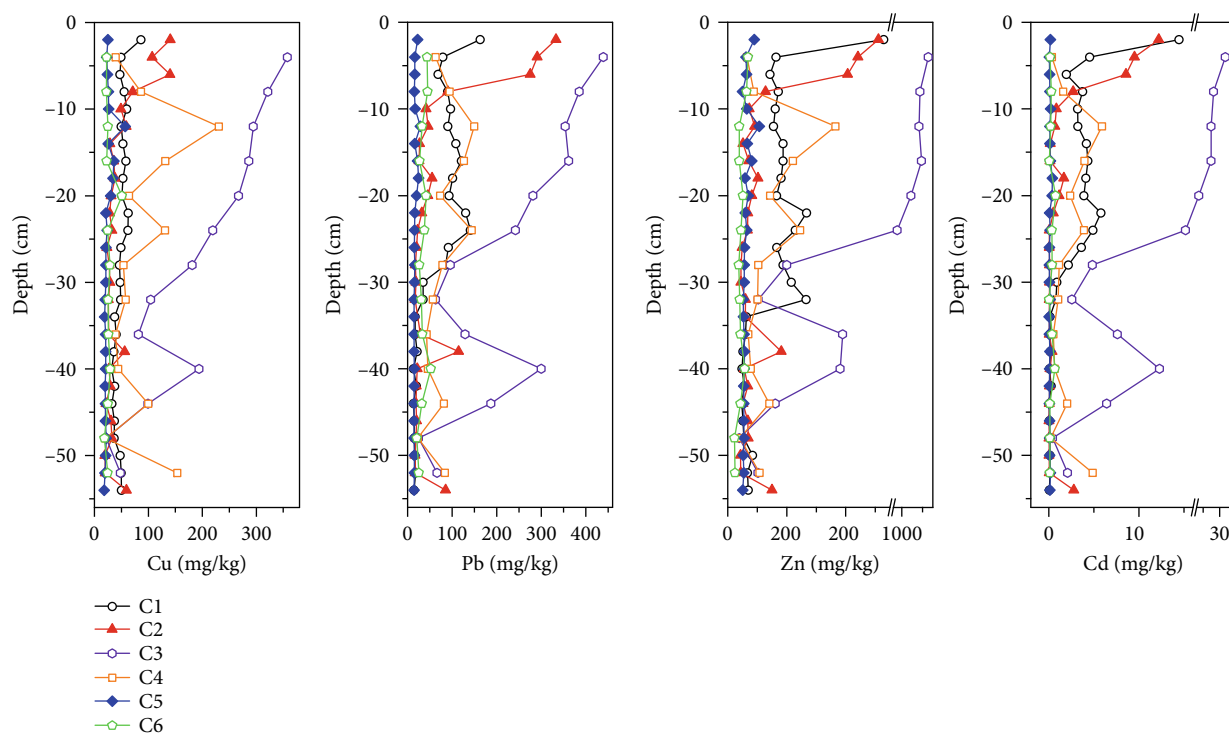 0
-10
-20
-30
-40
-50
Depth (cm)
0 100 200 300
Cu (mg/kg)
0
-10
-20
-30
-40
-50
Depth (cm)
0 100 200 300 400
Pb (mg/kg)
0
-10
-20
-30
-40
-50
Depth (cm)
0 200 200 1000
Zn (mg/kg)
0
-10
-20
-30
-40
-50
Depth (cm)
0 10 30
Cd (mg/kg)
C1
C2
C3
C4
C5
C6